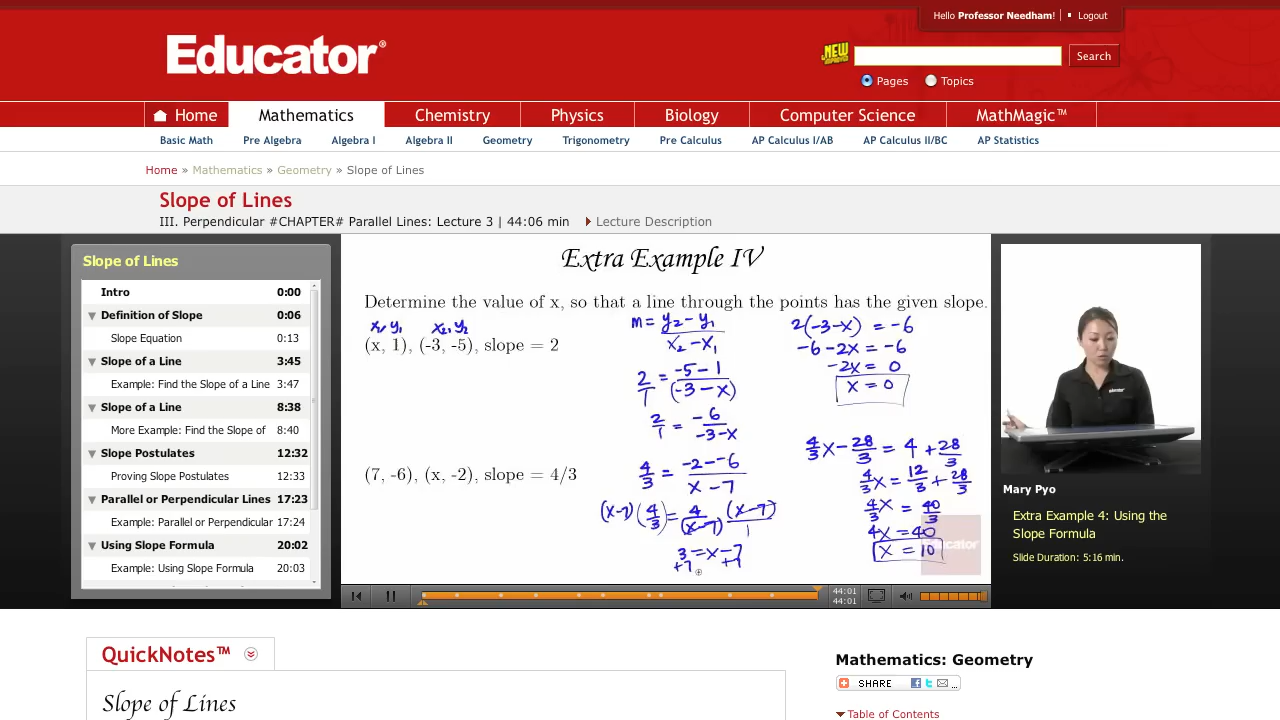 Hello Professor Needham! Logout
Educator®
NEW
Search
Pages Topics
Home Mathematics Chemistry Physics Biology Computer Science MathMagic™
Basic Math Pre Algebra Algebra I Algebra II Geometry Trigonometry Pre Calculus AP Calculus I/AB AP Calculus II/BC AP Statistics
Home » Mathematics » Geometry » Slope of Lines
Slope of Lines
III. Perpendicular #CHAPTER# Parallel Lines: Lecture 3 | 44:06 min Lecture Description
Slope of Lines
Intro 0:00
Definition of Slope 0:06
Slope Equation 0:13
Slope of a Line 3:45
Example: Find the Slope of a Line 3:47
Slope of a Line 8:38
More Example: Find the Slope of 8:40
Slope Postulates 12:32
Proving Slope Postulates 12:33
Parallel or Perpendicular Lines 17:23
Example: Parallel or Perpendicular 17:24
Using Slope Formula 20:02
Example: Using Slope Formula 20:03
Extra Example IV
Determine the value of x, so that a line through the points has the given slope.
x₁, y₁ x₂, y₂
(x, 1), (-3, -5), slope = 2
(7, -6), (x, -2), slope = 4/3
m = y₂ - y₁ / x₂ - x₁
2/1 = -5 - 1 / (-3 - x)
2/1 = -6 / -3-x
4/3 = -2 - -6 / x - 7
(x-7) (4/3) = 4/(x-7) (x-7)/1
3 = x - 7
+7 +7
2(-3-x) = -6
-6 - 2x = -6
-2x = 0
x = 0
4/3 x - 28/3 = 4 + 28/3
4/3 x = 12/3 + 28/3
4/3 x = 40/3
4x = 40
x = 10
educator
44:01
44:01
educator
Mary Pyo
Extra Example 4: Using the
Slope Formula
Slide Duration: 5:16 min.
QuickNotes™
Slope of Lines
Mathematics: Geometry
SHARE
Table of Contents